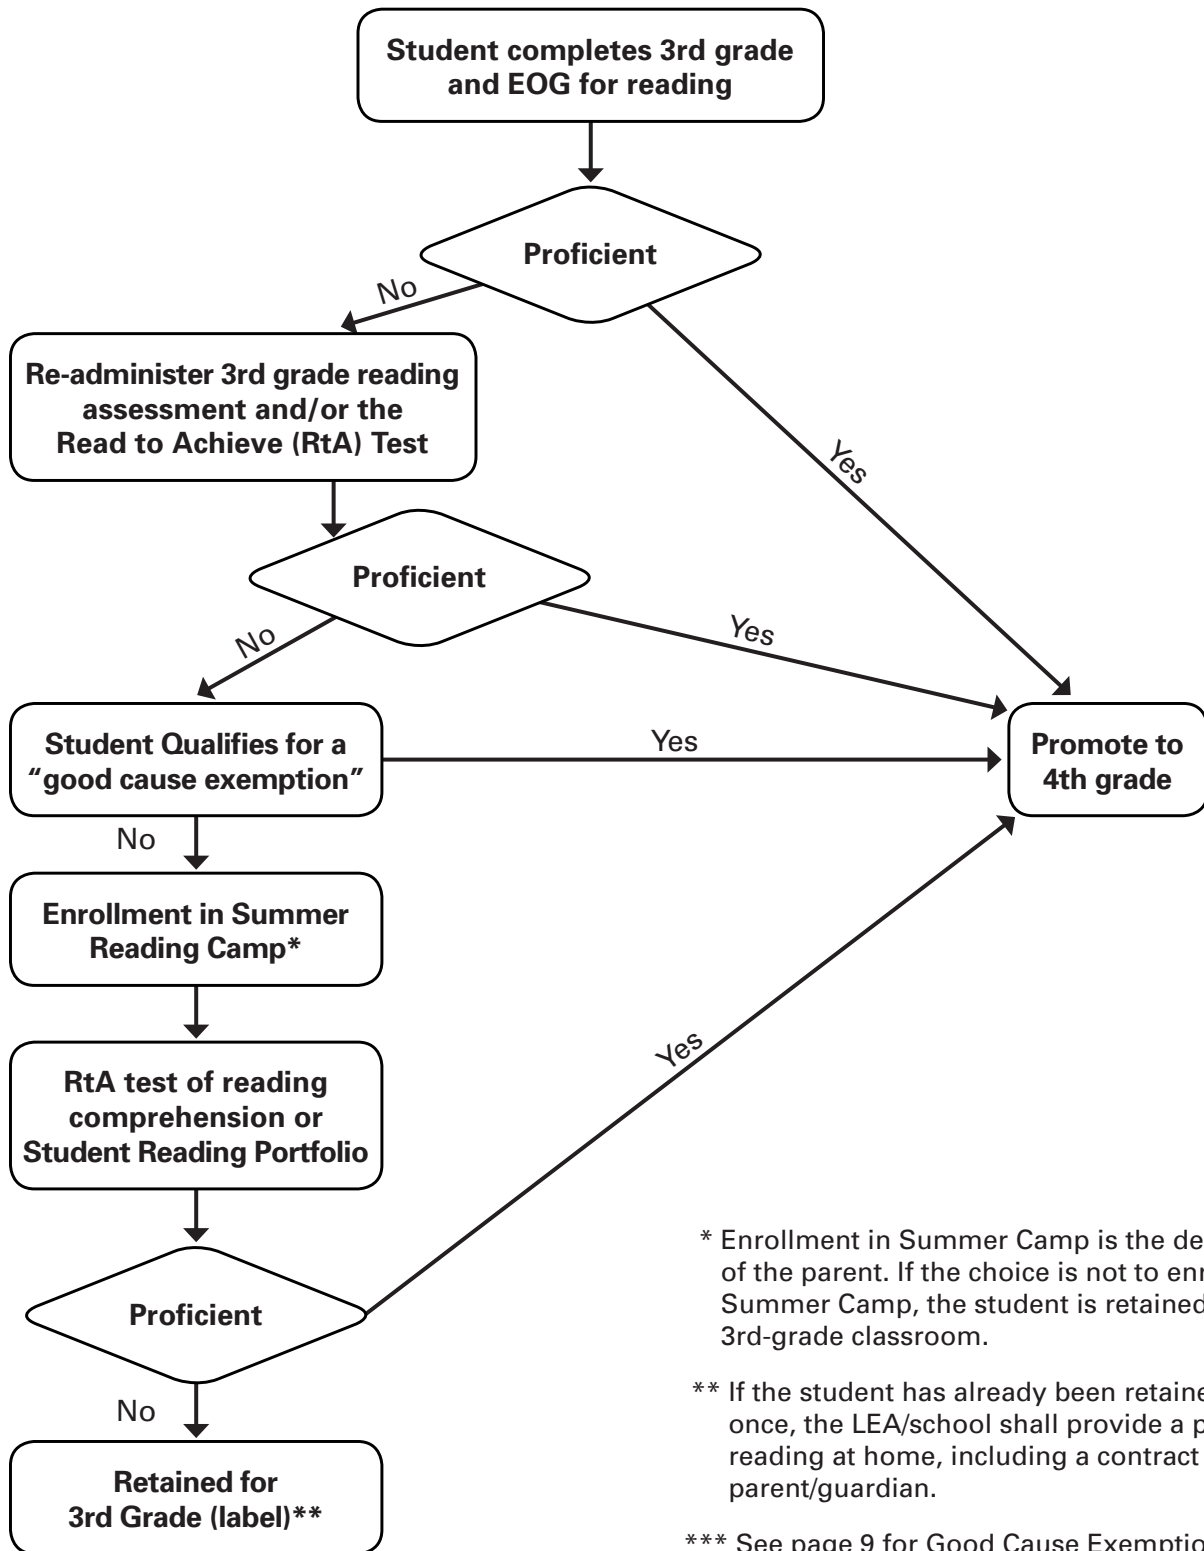 Student completes 3rd grade
and EOG for reading
Proficient
No
Yes
Re-administer 3rd grade reading
assessment and/or the
Read to Achieve (RtA) Test
Proficient
No
Yes
Student Qualifies for a
“good cause exemption”
Yes
Promote to
4th grade
No
Enrollment in Summer
Reading Camp*
RtA test of reading
comprehension or
Student Reading Portfolio
Yes
Proficient
No
Retained for
3rd Grade (label)**
* Enrollment in Summer Camp is the
of the parent. If the choice is not to
Summer Camp, the student is retained
3rd-grade classroom.
** If the student has already been
once, the LEA/school shall provide a
reading at home, including a contract
parent/guardian.
*** See page 9 for Good Cause